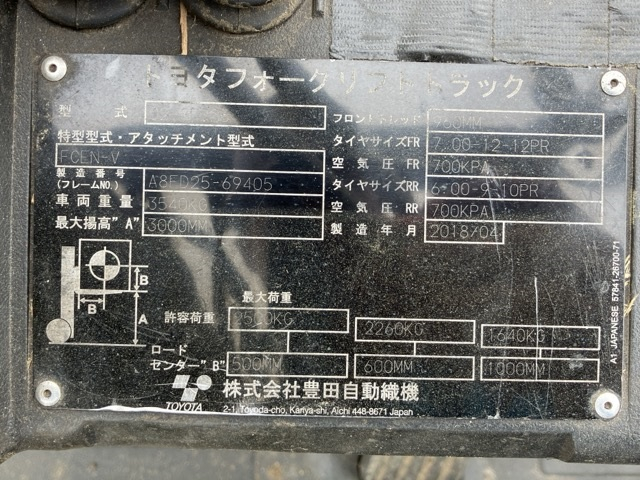 トヨタフォークリフトトラック
型式
フロントトレッド 960MM
特型型式・アタッチメント型式 タイヤサイズFR 7.00-12-12PR
FCEN-V 空気圧FR 700KPA
製造番号(フレームNO.) A8FD25-69405 タイヤサイズRR 6.00-9-10PR
車両重量 3540KG 空気圧RR 700KPA
最大揚高"A" 3000MM 製造年月 2018/04
B
B
A
最大荷重
許容荷重 2500KG 2260KG 1640KG
ロードセンター"B" 500MM 600MM 1000MM
TOYOTA 株式会社豊田自動織機
2-1, Toyoda-cho, Kariya-shi, Aichi 448-8671 Japan
A1 JAPANESE 57841-26700-71